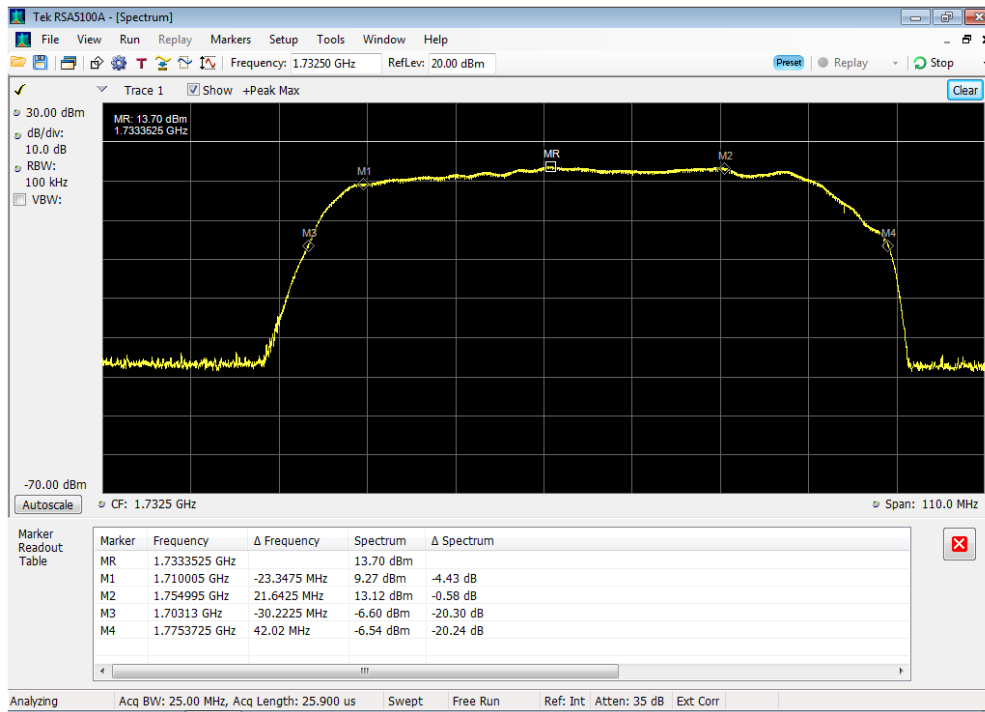 Tek RSA5100A - [Spectrum]
File View Run Replay Markers Setup Tools Window Help
Frequency: 1.73250 GHz RefLev: 20.00 dBm Preset Replay Stop
Trace 1 Show +Peak Max Clear
30.00 dBm
dB/div:
10.0 dB
RBW:
100 kHz
VBW:
MR: 13.70 dBm
1.7333525 GHz
MR
M2
M1
M3
M4
-70.00 dBm
Autoscale CF: 1.7325 GHz Span: 110.0 MHz
Marker
Readout
Table
Marker Frequency Δ Frequency Spectrum Δ Spectrum
MR 1.7333525 GHz 13.70 dBm
M1 1.710005 GHz -23.3475 MHz 9.27 dBm -4.43 dB
M2 1.754995 GHz 21.6425 MHz 13.12 dBm -0.58 dB
M3 1.70313 GHz -30.2225 MHz -6.60 dBm -20.30 dB
M4 1.7753725 GHz 42.02 MHz -6.54 dBm -20.24 dB
Analyzing Acq BW: 25.00 MHz, Acq Length: 25.900 us Swept Free Run Ref: Int Atten: 35 dB Ext Corr